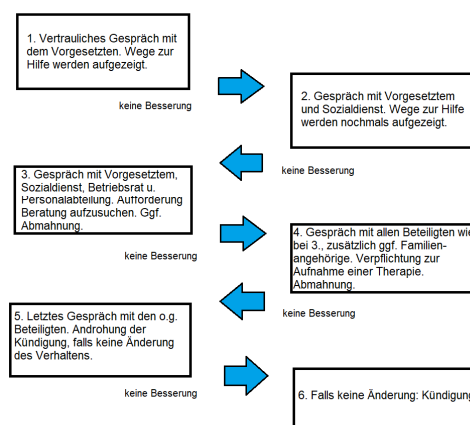 1. Vertrauliches Gespräch mit
dem Vorgesetzten. Wege zur
Hilfe werden aufgezeigt.
keine Besserung
2. Gespräch mit Vorgesetztem
und Sozialdienst. Wege zur Hilfe
werden nochmals aufgezeigt.
keine Besserung
3. Gespräch mit Vorgesetztem,
Sozialdienst, Betriebsrat u.
Personalabteilung. Aufforderung
Beratung aufzusuchen. Ggf.
Abmahnung.
keine Besserung
4. Gespräch mit allen Beteiligten wie
bei 3., zusätzlich ggf. Familien-
angehörige. Verpflichtung zur
Aufnahme einer Therapie.
Abmahnung.
keine Besserung
5. Letztes Gespräch mit den o.g.
Beteiligten. Androhung der
Kündigung, falls keine Änderung
des Verhaltens.
keine Besserung
6. Falls keine Änderung: Kündigung